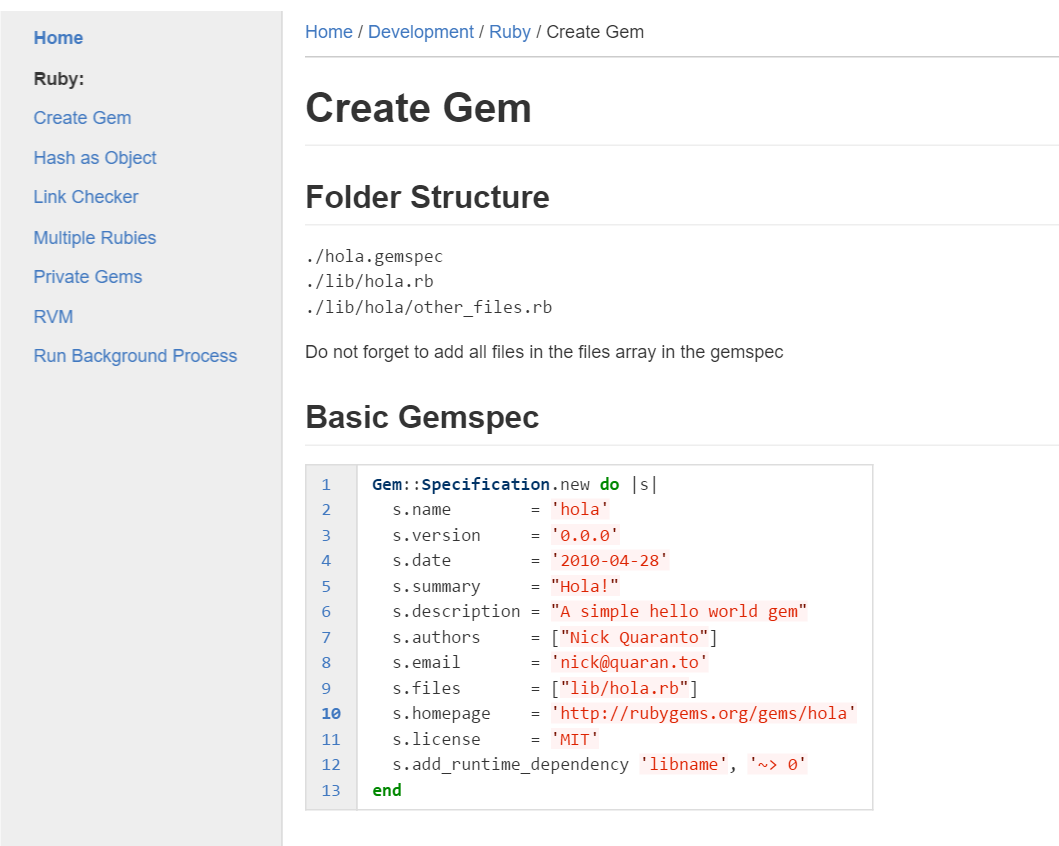 Home
Ruby:
Create Gem
Hash as Object
Link Checker
Multiple Rubies
Private Gems
RVM
Run Background Process
Home / Development / Ruby / Create Gem
Create Gem
Folder Structure
./hola.gemspec
./lib/hola.rb
./lib/hola/other_files.rb
Do not forget to add all files in the files array in the gemspec
Basic Gemspec
1 Gem::Specification.new do |s|
2   s.name        = 'hola'
3   s.version     = '0.0.0'
4   s.date        = '2010-04-28'
5   s.summary     = "Hola!"
6   s.description = "A simple hello world gem"
7   s.authors     = ["Nick Quaranto"]
8   s.email       = 'nick@quaran.to'
9   s.files       = ["lib/hola.rb"]
10   s.homepage    = 'http://rubygems.org/gems/hola'
11   s.license     = 'MIT'
12   s.add_runtime_dependency 'libname', '~> 0'
13 end